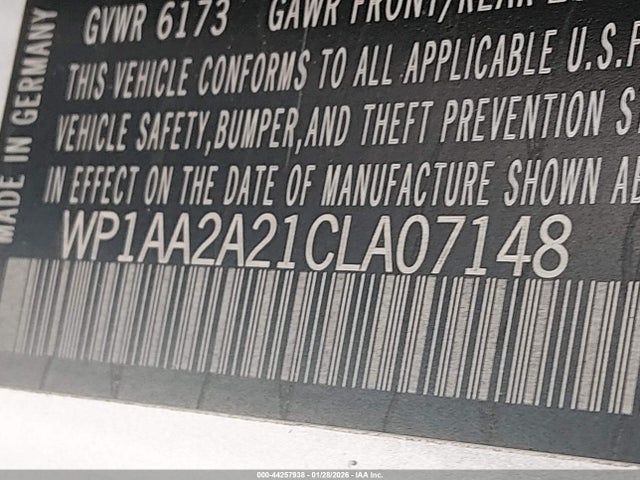 MADE IN GERMANY
GVWR 6173 GAWR FRONT/REAR
THIS VEHICLE CONFORMS TO ALL APPLICABLE U.S.F
VEHICLE SAFETY,BUMPER,AND THEFT PREVENTION S
IN EFFECT ON THE DATE OF MANUFACTURE SHOWN AB
WP1AA2A21CLA07148
000-44257938 - 01/28/2026 - IAA Inc.